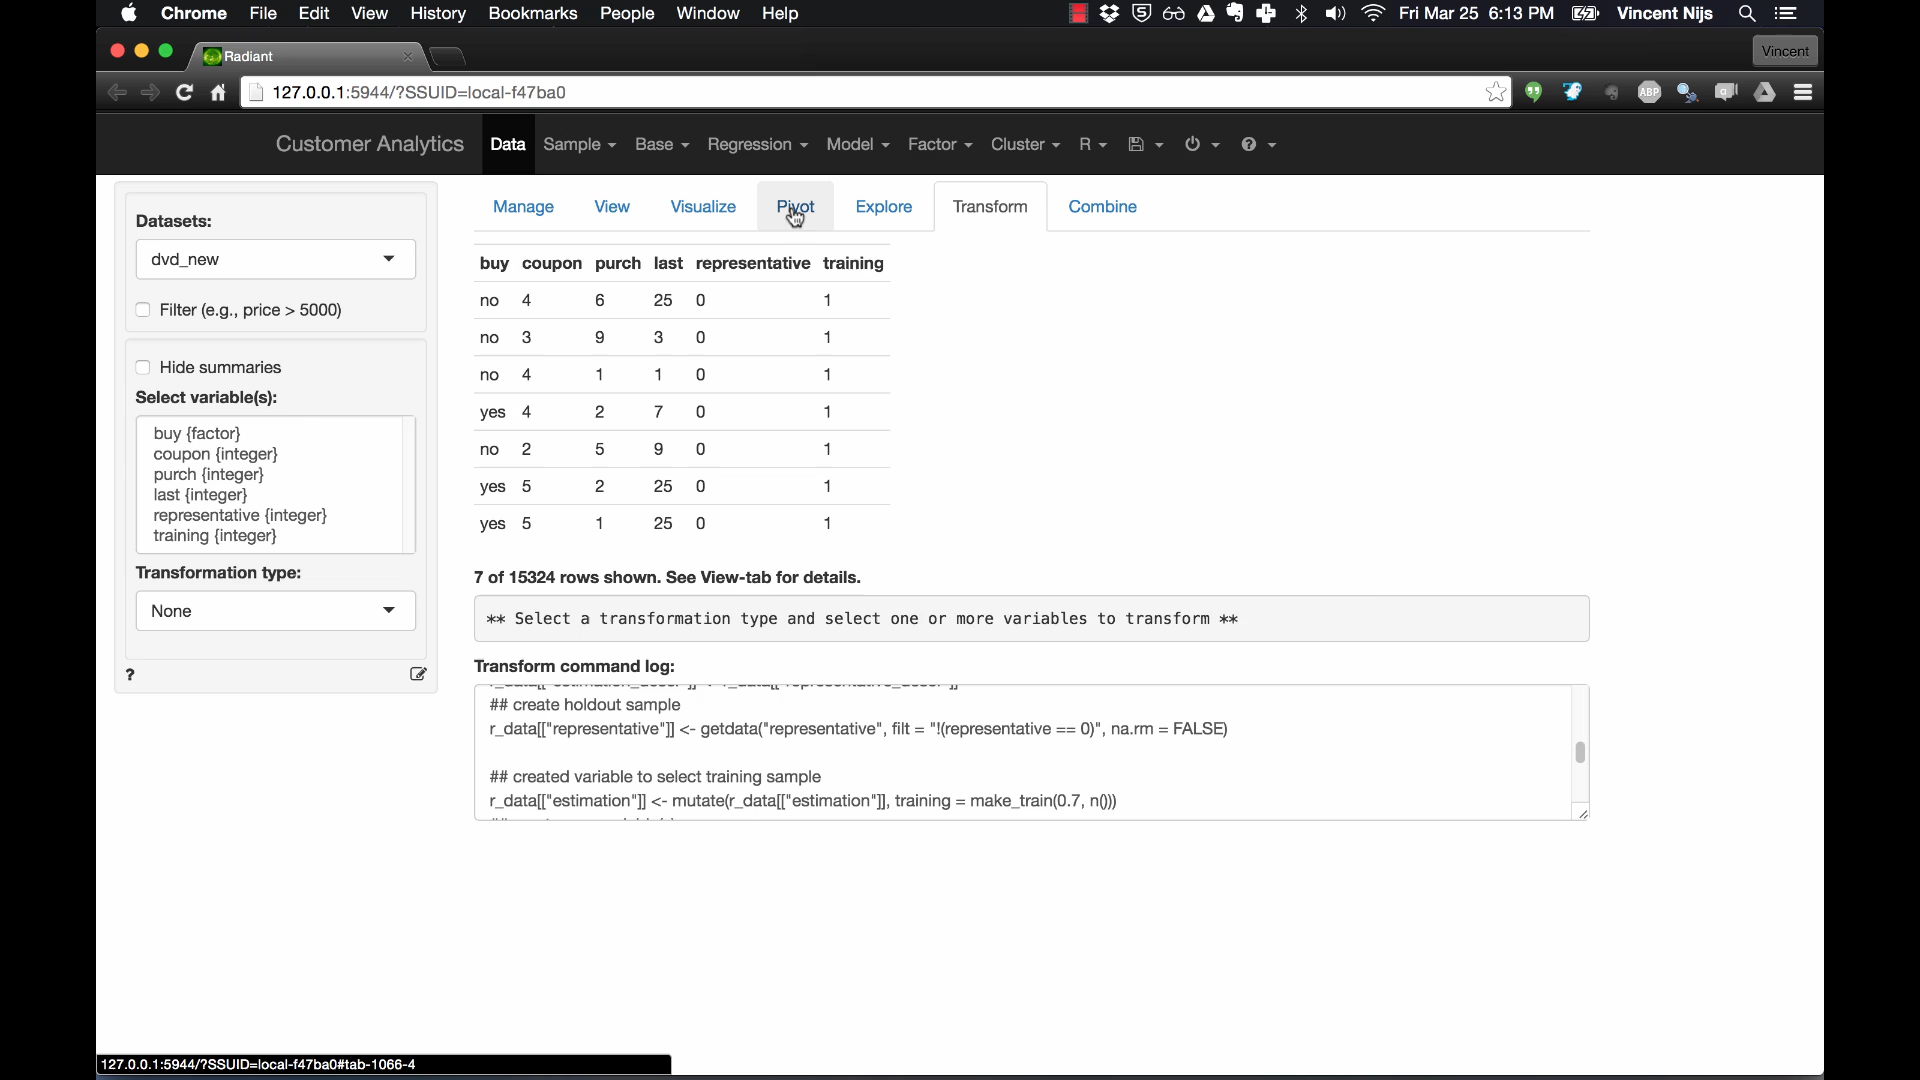 Chrome File Edit View History Bookmarks People Window Help Fri Mar 25 6:13 PM Vincent Nijs
Radiant Vincent
127.0.0.1:5944/?SSUID=local-f47ba0 ABP
Customer Analytics Data Sample Base Regression Model Factor Cluster R
Manage View Visualize Pivot Explore Transform Combine
Datasets:
dvd_new
Filter (e.g., price > 5000)
Hide summaries
Select variable(s):
buy {factor}
coupon {integer}
purch {integer}
last {integer}
representative {integer}
training {integer}
Transformation type:
None
?
buy coupon purch last representative training
no 4 6 25 0 1
no 3 9 3 0 1
no 4 1 1 0 1
yes 4 2 7 0 1
no 2 5 9 0 1
yes 5 2 25 0 1
yes 5 1 25 0 1
7 of 15324 rows shown. See View-tab for details.
** Select a transformation type and select one or more variables to transform **
Transform command log:
## create holdout sample
r_data[["representative"]] <- getdata("representative", filt = "!(representative == 0)", na.rm = FALSE)
## created variable to select training sample
r_data[["estimation"]] <- mutate(r_data[["estimation"]], training = make_train(0.7, n()))
127.0.0.1:5944/?SSUID=local-f47ba0#tab-1066-4